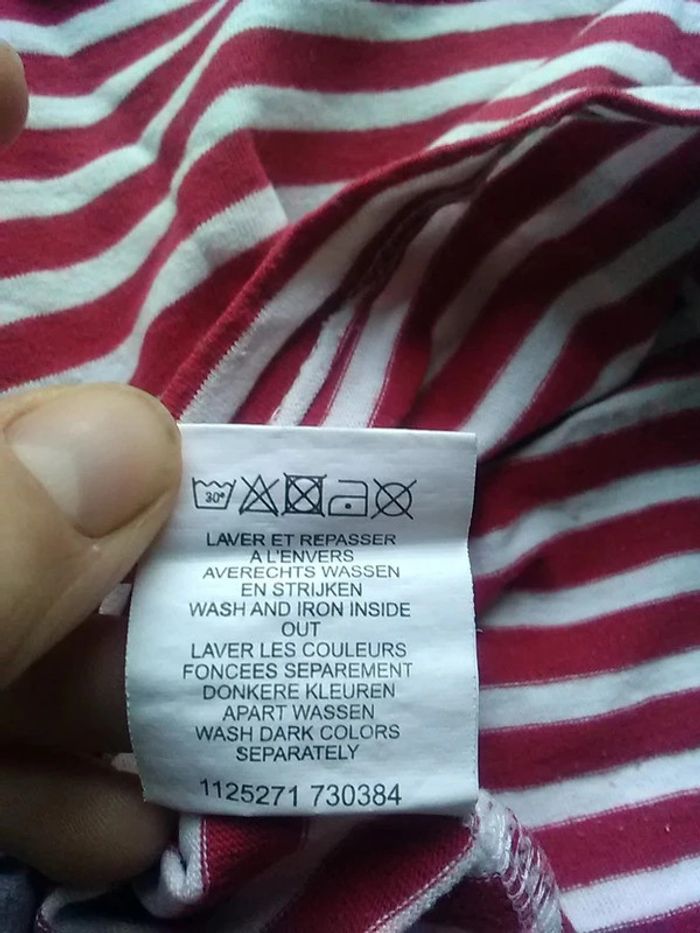 30°
LAVER ET REPASSER
A L'ENVERS
AVERECHTS WASSEN
EN STRIJKEN
WASH AND IRON INSIDE
OUT
LAVER LES COULEURS
FONCEES SEPAREMENT
DONKERE KLEUREN
APART WASSEN
WASH DARK COLORS
SEPARATELY
1125271 730384